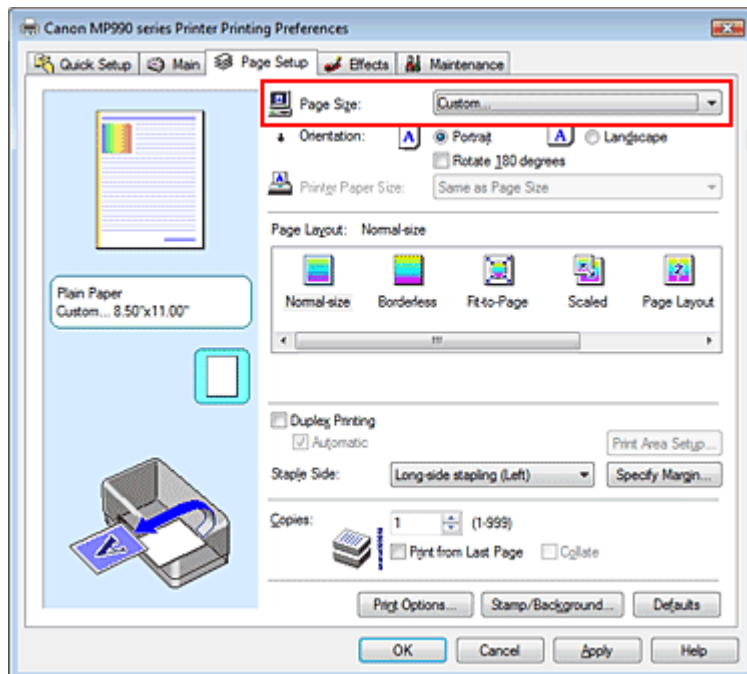 Canon MP990 series Printer Printing Preferences
Quick Setup Main Page Setup Effects Maintenance
Page Size: Custom...
Orientation: A Portrait A Landscape
Rotate 180 degrees
Printer Paper Size: Same as Page Size
Page Layout: Normal-size
Normal-size Borderless Fit-to-Page Scaled Page Layout
Plain Paper
Custom... 8.50"x11.00"
Duplex Printing
Automatic
Print Area Setup...
Staple Side: Long-side stapling (Left) Specify Margin...
Copies: 1 (1-999)
Print from Last Page Collate
Print Options... Stamp/Background... Defaults
OK Cancel Apply Help